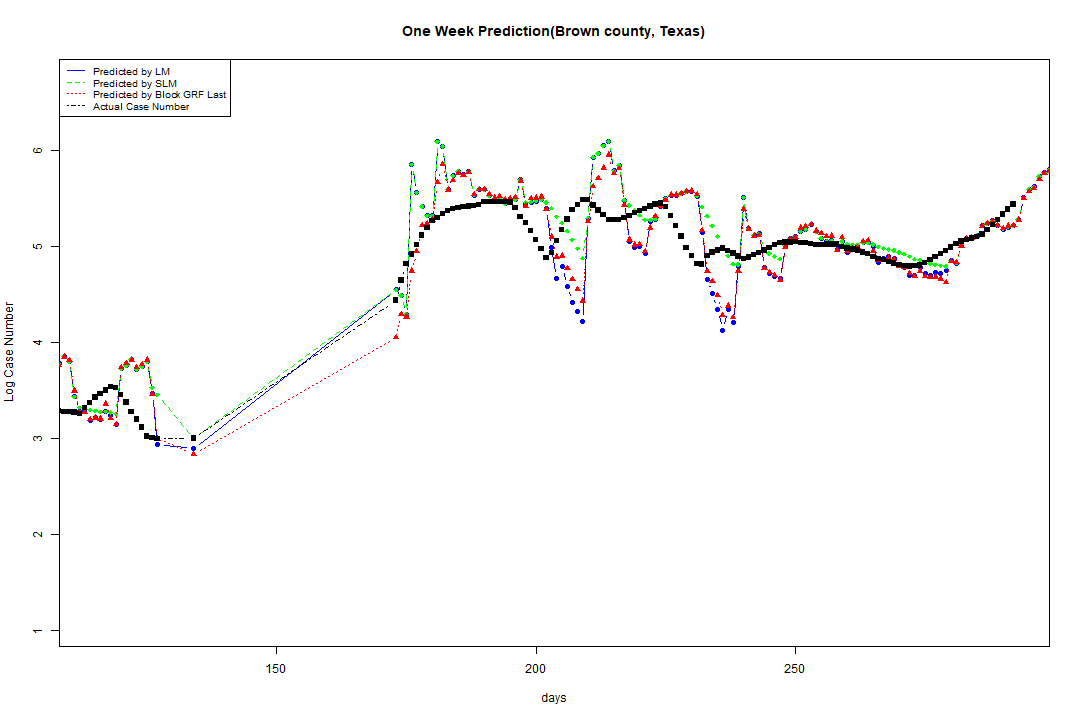 One Week Prediction(Brown county, Texas)
Predicted by LM
Predicted by SLM
Predicted by Block GRF Last
Actual Case Number
6
5
4
3
2
1
Log Case Number
150 200 250
days